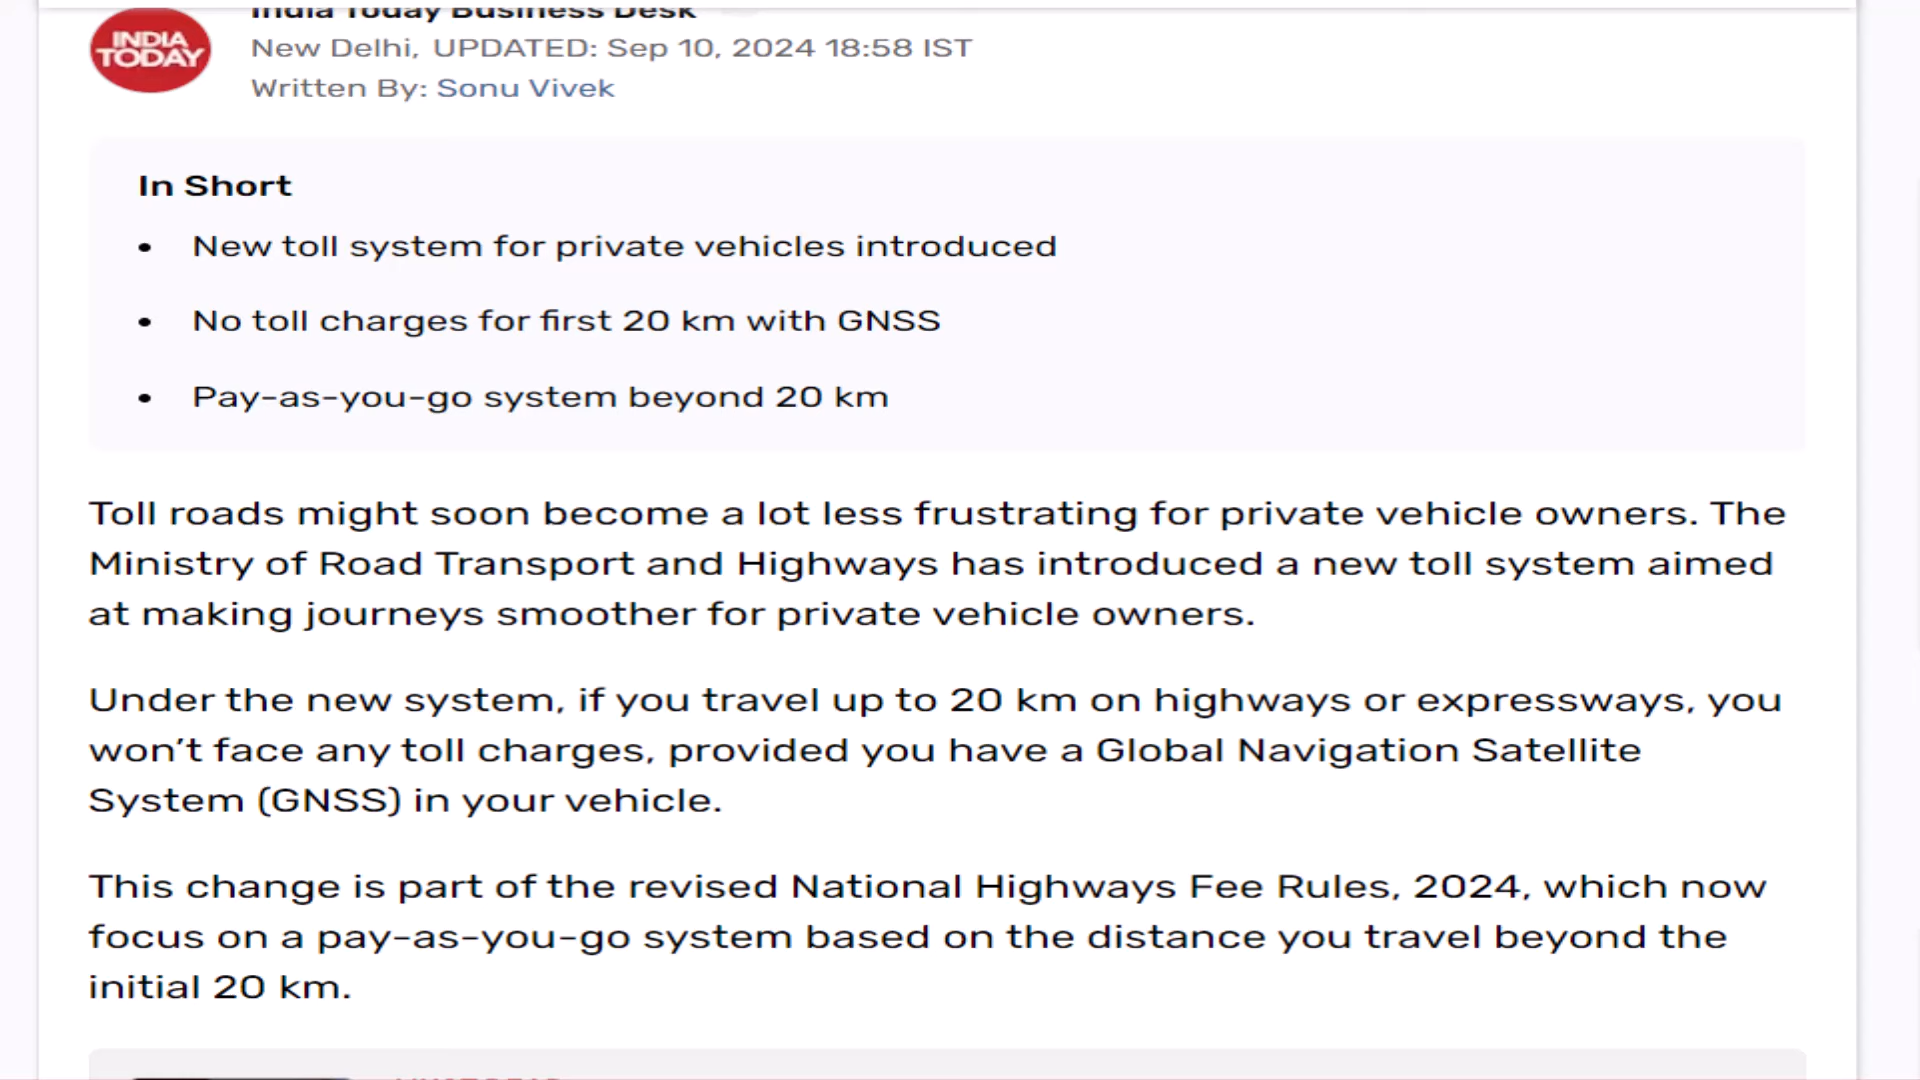 India Today Business Desk
INDIA
TODAY
New Delhi, UPDATED: Sep 10, 2024 18:58 IST
Written By: Sonu Vivek
In Short
• New toll system for private vehicles introduced
• No toll charges for first 20 km with GNSS
• Pay-as-you-go system beyond 20 km
Toll roads might soon become a lot less frustrating for private vehicle owners. The
Ministry of Road Transport and Highways has introduced a new toll system aimed
at making journeys smoother for private vehicle owners.
Under the new system, if you travel up to 20 km on highways or expressways, you
won’t face any toll charges, provided you have a Global Navigation Satellite
System (GNSS) in your vehicle.
This change is part of the revised National Highways Fee Rules, 2024, which now
focus on a pay-as-you-go system based on the distance you travel beyond the
initial 20 km.